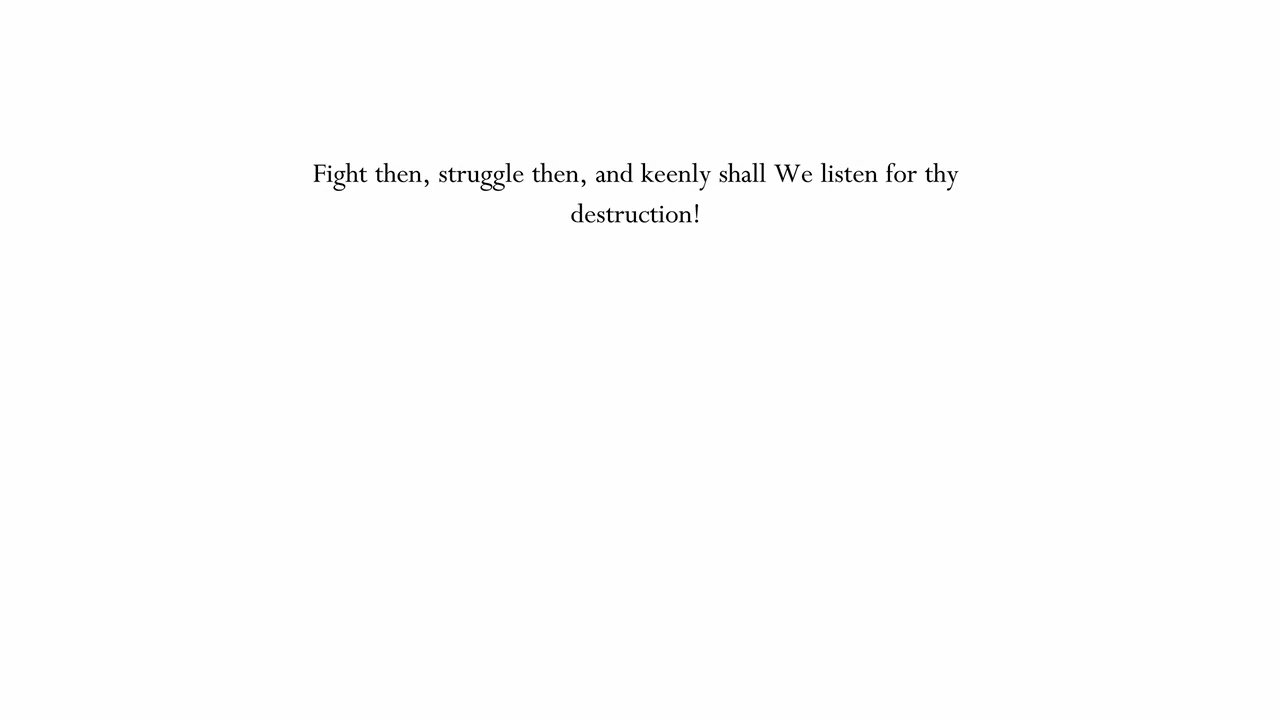 Fight then, struggle then, and keenly shall We listen for thy
destruction!